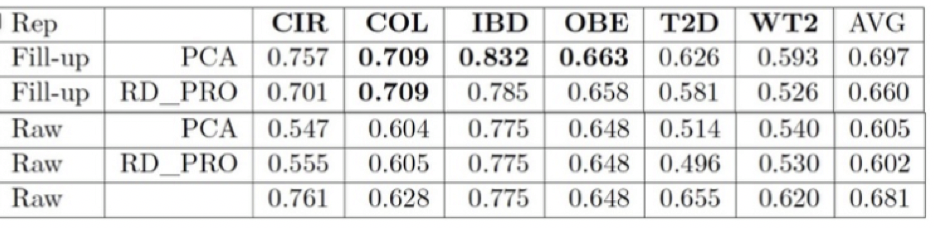 Rep CIR COL IBD OBE T2D WT2 AVG
Fill-up PCA 0.757 0.709 0.832 0.663 0.626 0.593 0.697
Fill-up RD_PRO 0.701 0.709 0.785 0.658 0.581 0.526 0.660
Raw PCA 0.547 0.604 0.775 0.648 0.514 0.540 0.605
Raw RD_PRO 0.555 0.605 0.775 0.648 0.496 0.530 0.602
Raw 0.761 0.628 0.775 0.648 0.655 0.620 0.681